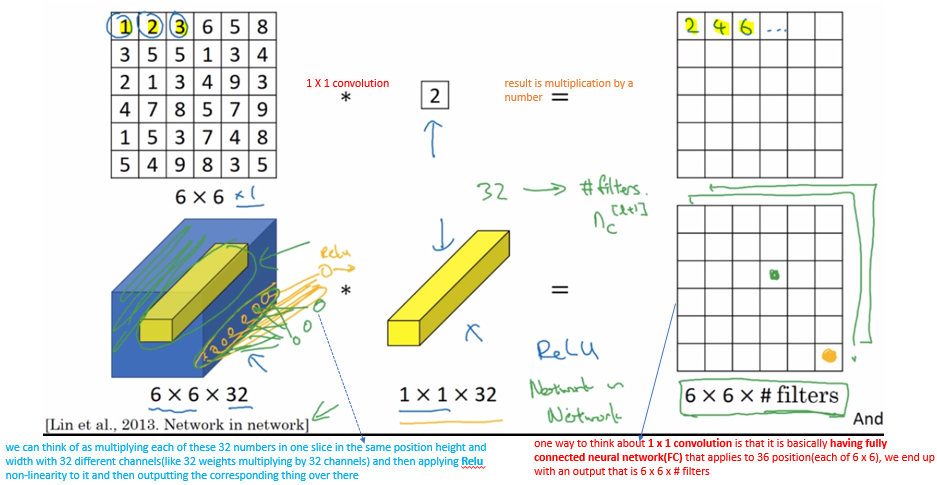 1 2 3 6 5 8
3 5 5 1 3 4
2 1 3 4 9 3
4 7 8 5 7 9
1 5 3 7 4 8
5 4 9 8 3 5
6 × 6 × 1
1 X 1 convolution
*
2
result is multiplication by a
number =
2 4 6 ...
32 → # filters.
n_c^[l+1]
Relu
*
=
ReLU
Network in
Network
6 × 6 × 32
1 × 1 × 32
6 × 6 × # filters
[Lin et al., 2013. Network in network]
And
we can think of as multiplying each of these 32 numbers in one slice in the same position height and
width with 32 different channels(like 32 weights multiplying by 32 channels) and then applying Relu
non-linearity to it and then outputting the corresponding thing over there
one way to think about 1 x 1 convolution is that it is basically having fully
connected neural network(FC) that applies to 36 position(each of 6 x 6), we end up
with an output that is 6 x 6 x # filters